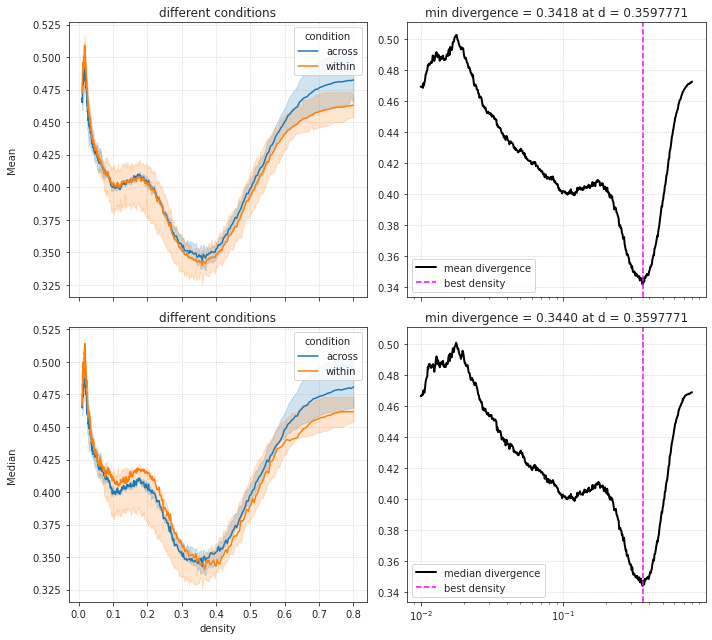 different conditions
min divergence = 0.3418 at d = 0.3597771
0.525
0.500
0.475
0.450
0.425
0.400
0.375
0.350
0.325
Mean
condition
across
within
0.0 0.1 0.2 0.3 0.4 0.5 0.6 0.7 0.8
0.50
0.48
0.46
0.44
0.42
0.40
0.38
0.36
0.34
mean divergence
best density
different conditions
min divergence = 0.3440 at d = 0.3597771
0.525
0.500
0.475
0.450
0.425
0.400
0.375
0.350
0.325
Median
condition
across
within
density
0.50
0.48
0.46
0.44
0.42
0.40
0.38
0.36
0.34
median divergence
best density
10⁻² 10⁻¹